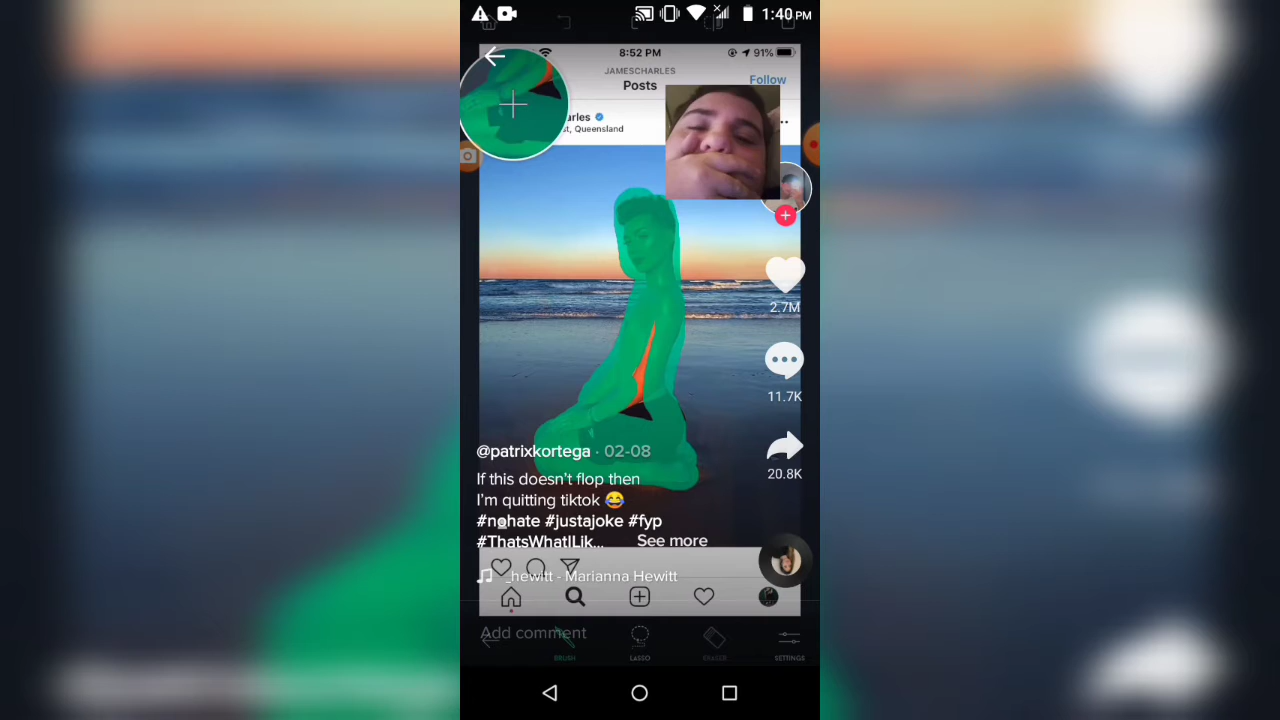 1:40 PM
8:52 PM
91%
JAMESCHARLES
Posts
Follow
arles
st, Queensland
2.7M
11.7K
20.8K
@patrixkortega · 02-08
If this doesn't flop then
I'm quitting tiktok 😂
#nohate #justajoke #fyp
#ThatsWhatILik... See more
_hewitt - Marianna Hewitt
Add comment
BRUSH
LASSO
ERASER
SETTINGS